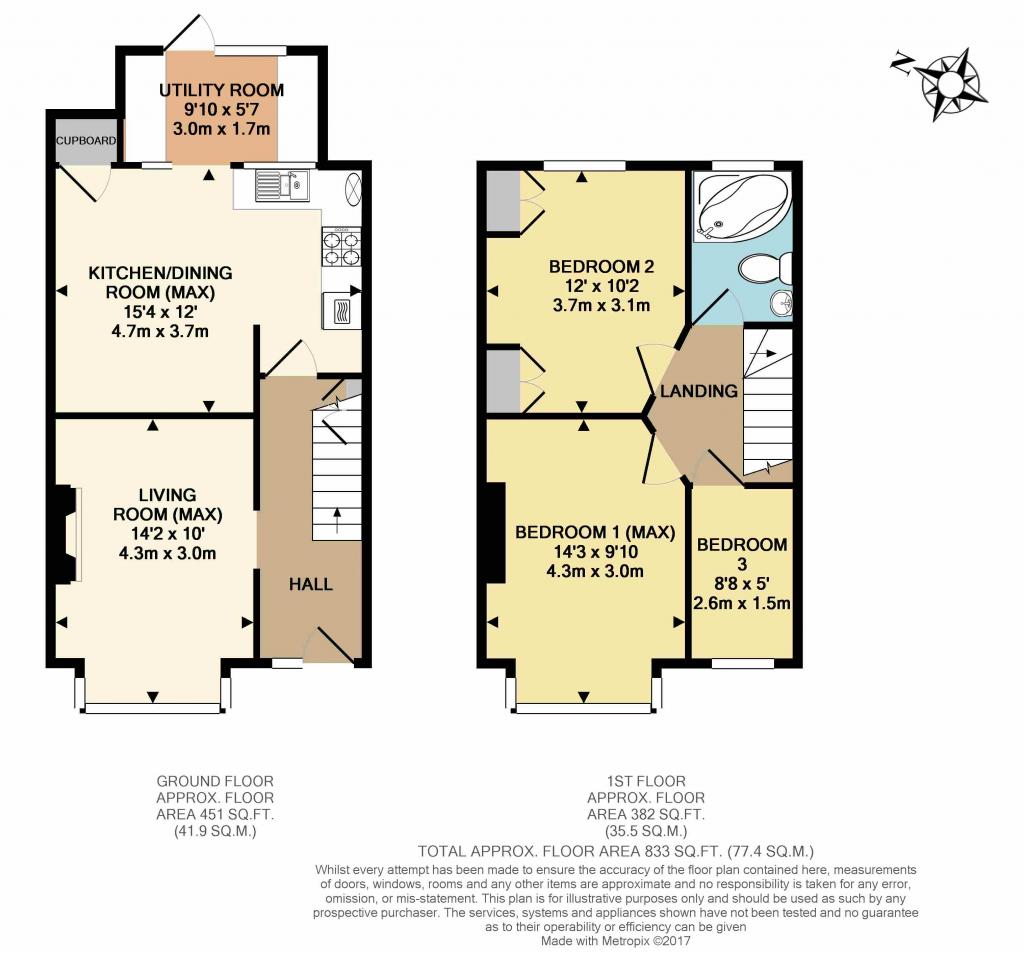 UTILITY ROOM
9'10 x 5'7
3.0m x 1.7m
CUPBOARD
KITCHEN/DINING
ROOM (MAX)
15'4 x 12'
4.7m x 3.7m
LIVING
ROOM (MAX)
14'2 x 10'
4.3m x 3.0m
HALL
N
BEDROOM 2
12' x 10'2
3.7m x 3.1m
LANDING
BEDROOM 1 (MAX)
14'3 x 9'10
4.3m x 3.0m
BEDROOM
3
8'8 x 5'
2.6m x 1.5m
GROUND FLOOR
APPROX. FLOOR
AREA 451 SQ.FT.
(41.9 SQ.M.)
1ST FLOOR
APPROX. FLOOR
AREA 382 SQ.FT.
(35.5 SQ.M.)
TOTAL APPROX. FLOOR AREA 833 SQ.FT. (77.4 SQ.M.)
Whilst every attempt has been made to ensure the accuracy of the floor plan contained here, measurements
of doors, windows, rooms and any other items are approximate and no responsibility is taken for any error,
omission, or mis-statement. This plan is for illustrative purposes only and should be used as such by any
prospective purchaser. The services, systems and appliances shown have not been tested and no guarantee
as to their operability or efficiency can be given
Made with Metropix ©2017